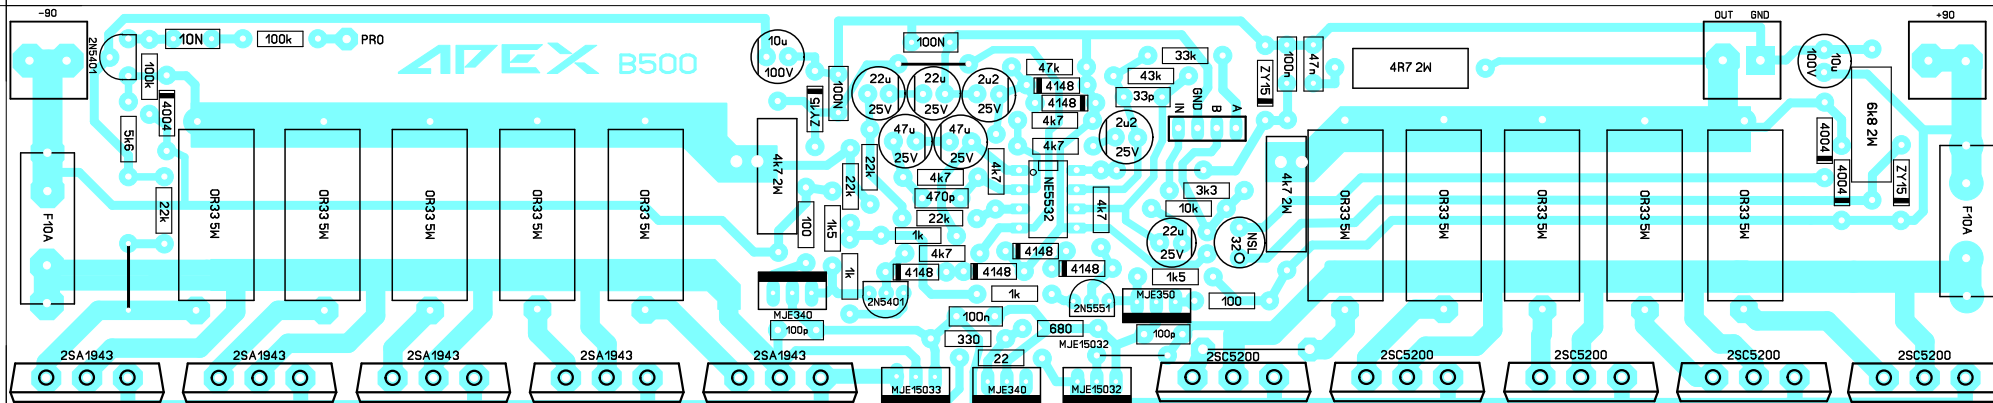 -90
2N5401
10N
100k
PRO
APEX B500
10u
100V
100N
22u
25V
22u
25V
2u2
25V
47k
4148
4148
4k7
4k7
43k
33k
33p
2u2
25V
IN
GND
B
A
ZY15
100n
47n
4R7 2W
OUT
GND
10u
100V
+90
100k
4004
5k6
22k
F10A
0R33 5W
0R33 5W
0R33 5W
0R33 5W
0R33 5W
ZY15
100N
47u
25V
47u
25V
4k7 2W
22k
22k
4k7
470p
22k
1k
4k7
4k7
NE5532
4k7
3k3
10k
22u
25V
NSL
32
4k7 2W
0R33 5W
0R33 5W
0R33 5W
0R33 5W
0R33 5W
6k8 2W
4004
4004
ZY15
F10A
100
1k5
1k
4148
4148
4148
4148
1k5
100
MJE340
2N5401
1k
2N5551
MJE350
100p
100n
330
680
MJE15032
100p
22
2SA1943
2SA1943
2SA1943
2SA1943
2SA1943
MJE15033
MJE340
MJE15032
2SC5200
2SC5200
2SC5200
2SC5200
2SC5200